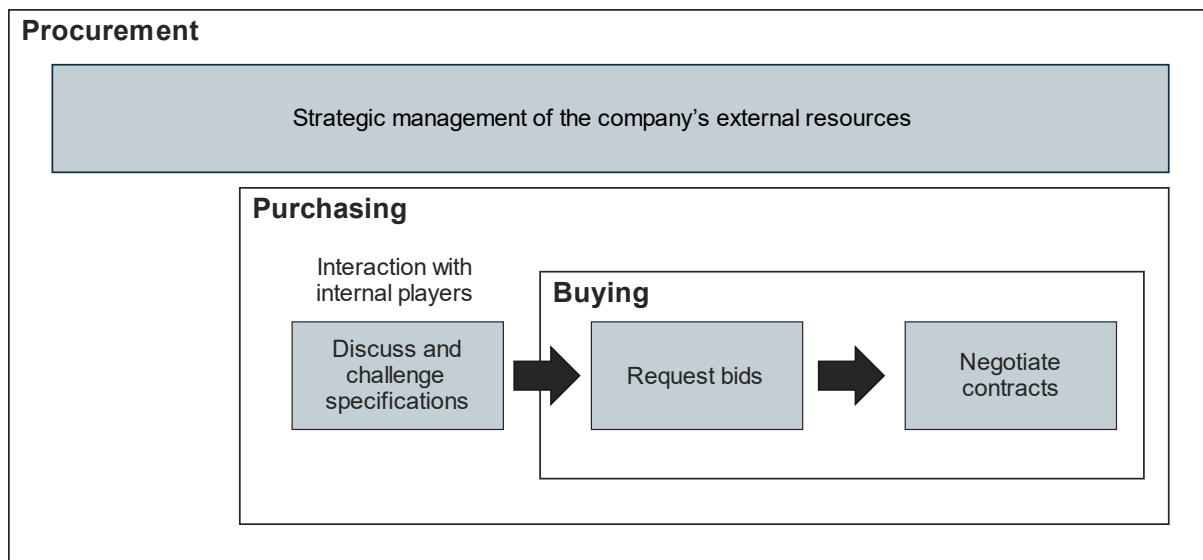 Procurement
Strategic management of the company’s external resources
Purchasing
Interaction with
internal players
Buying
Discuss and
challenge
specifications
Request bids
Negotiate
contracts